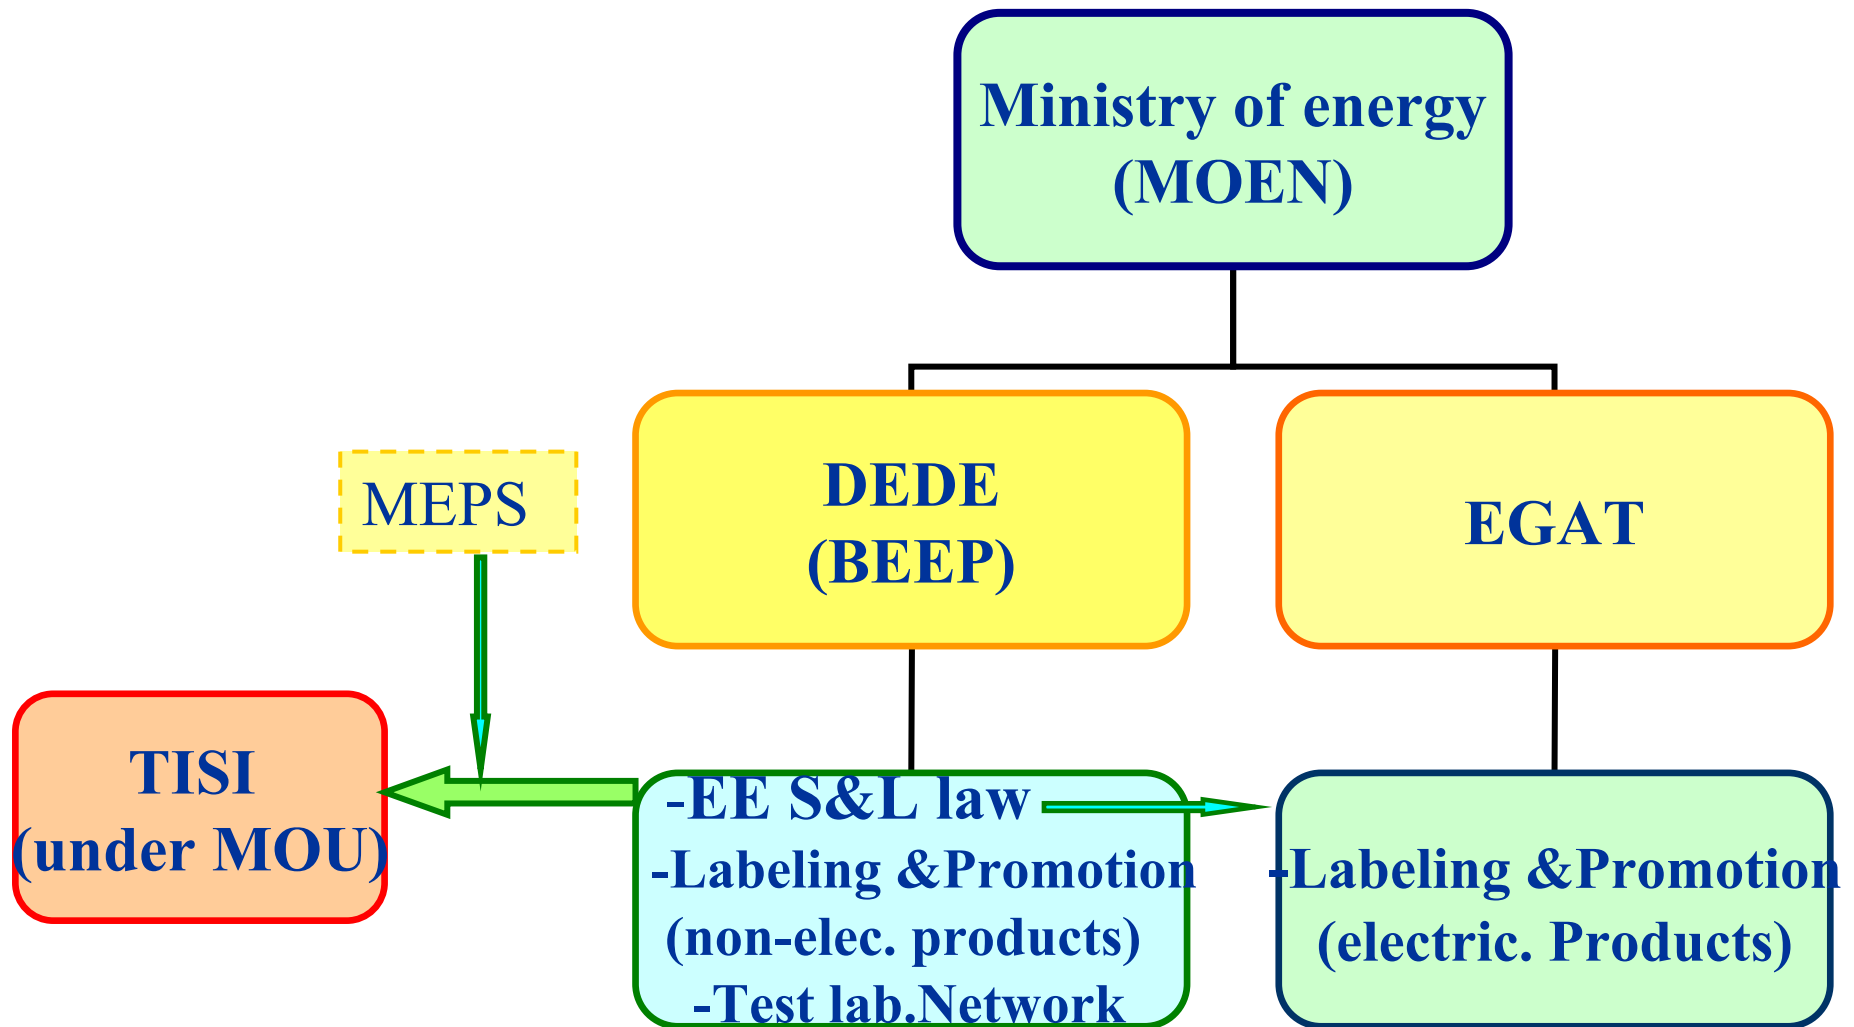 Ministry of energy
(MOEN)
DEDE
(BEEP)
EGAT
MEPS
TISI
(under MOU)
-EE S&L law
-Labeling &Promotion
(non-elec. products)
-Test lab.Network
-Labeling &Promotion
(electric. Products)